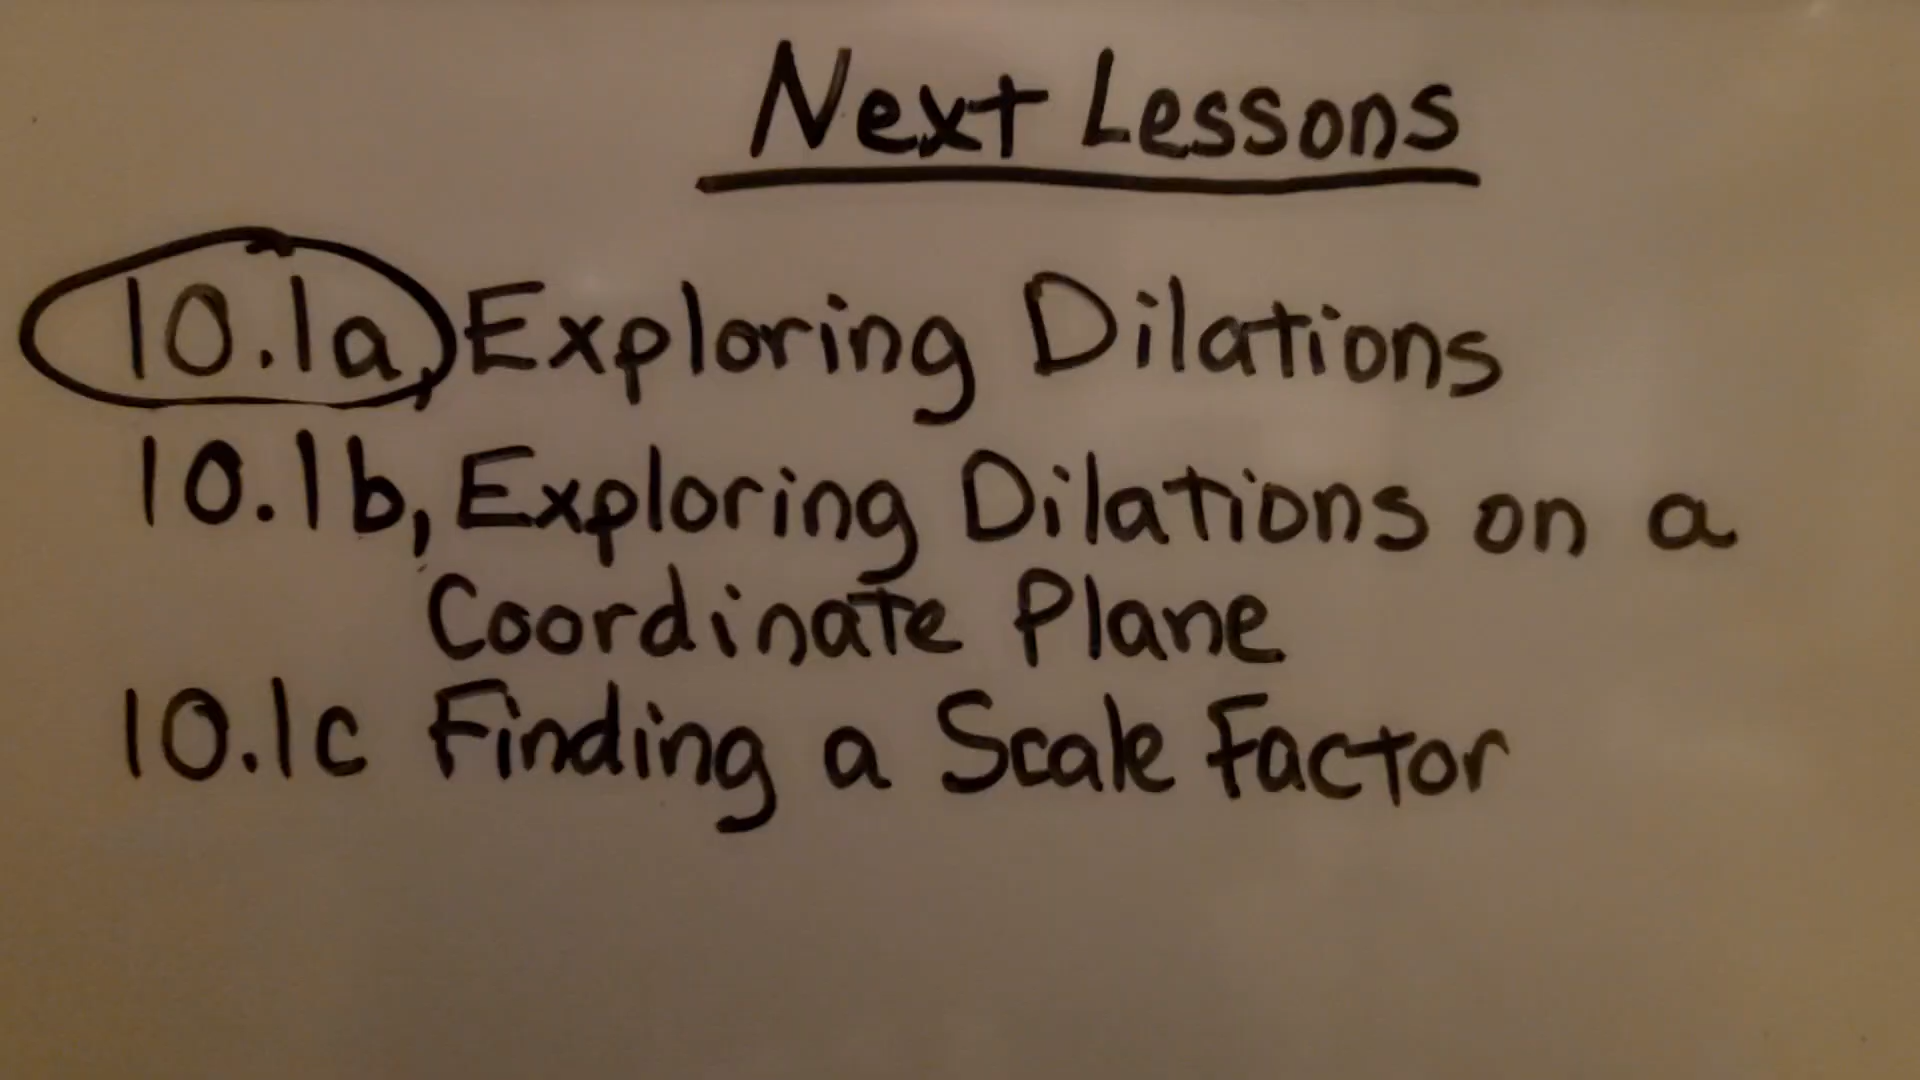 Next Lessons
10.1a, Exploring Dilations
10.1b, Exploring Dilations on a
Coordinate Plane
10.1c Finding a Scale Factor